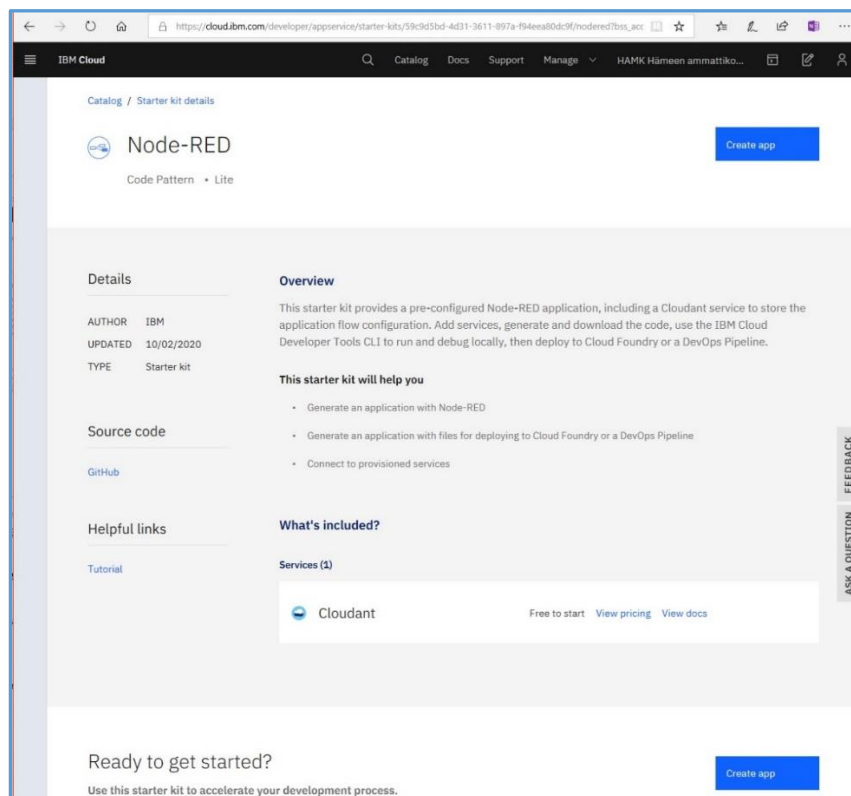 https://cloud.ibm.com/developer/appservice/starter-kits/59c9d5bd-4d31-3611-897a-f94eea80dc9f/nodered?bss_acc
IBM Cloud Catalog Docs Support Manage HAMK Hämeen ammattiko...
Catalog / Starter kit details
Node-RED
Create app
Code Pattern • Lite
Details
AUTHOR IBM
UPDATED 10/02/2020
TYPE Starter kit
Source code
GitHub
Helpful links
Tutorial
Overview
This starter kit provides a pre-configured Node-RED application, including a Cloudant service to store the
application flow configuration. Add services, generate and download the code, use the IBM Cloud
Developer Tools CLI to run and debug locally, then deploy to Cloud Foundry or a DevOps Pipeline.
This starter kit will help you
• Generate an application with Node-RED
• Generate an application with files for deploying to Cloud Foundry or a DevOps Pipeline
• Connect to provisioned services
What's included?
Services (1)
Cloudant Free to start View pricing View docs
FEEDBACK
ASK A QUESTION
Ready to get started?
Create app
Use this starter kit to accelerate your development process.